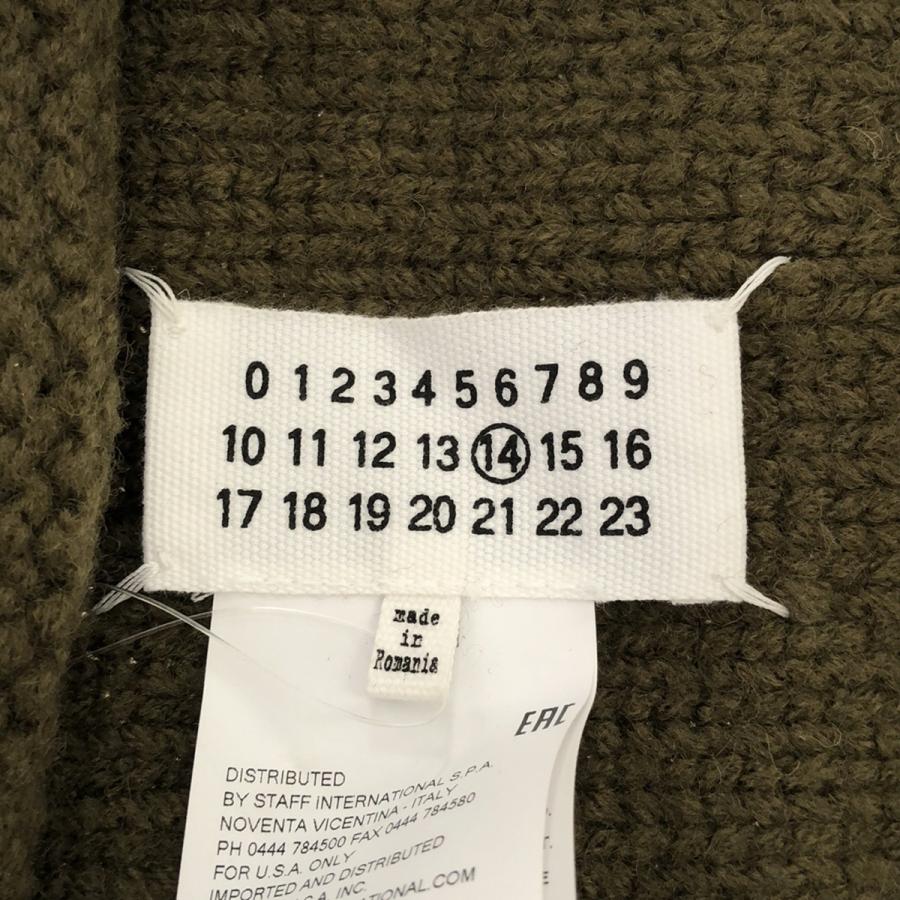 0 1 2 3 4 5 6 7 8 9
10 11 12 13 14 15 16
17 18 19 20 21 22 23
made
in
Romania
EAC
DISTRIBUTED
BY STAFF INTERNATIONAL S.P.A.
NOVENTA VICENTINA - ITALY
PH 0444 784500 FAX 0444 784580
FOR U.S.A. ONLY
IMPORTED AND DISTRIBUTED
INC.